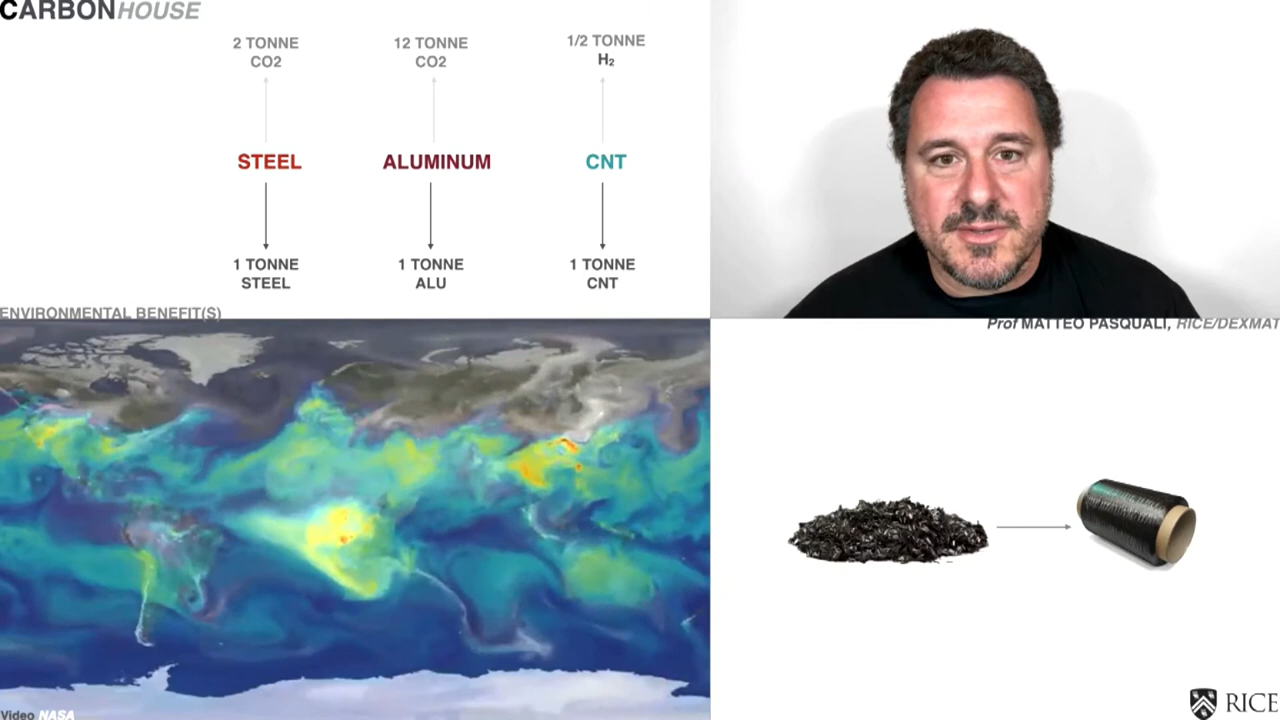 CARBONHOUSE
2 TONNE
CO2
12 TONNE
CO2
1/2 TONNE
H₂
STEEL
ALUMINUM
CNT
1 TONNE
STEEL
1 TONNE
ALU
1 TONNE
CNT
ENVIRONMENTAL BENEFIT(S)
Prof MATTEO PASQUALI, RICE/DEXMAT
Video NASA
RICE